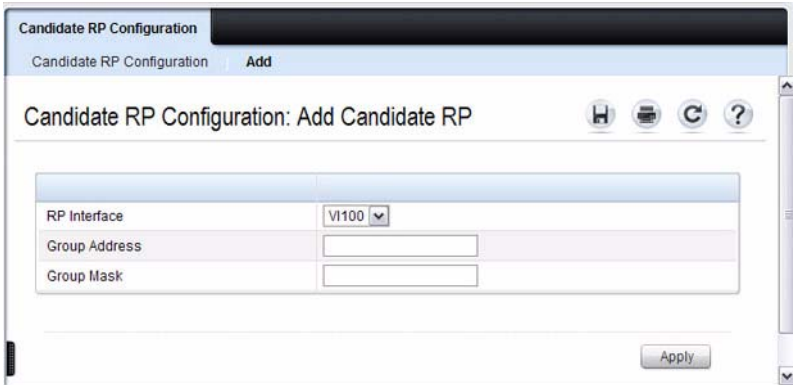 Candidate RP Configuration
Candidate RP Configuration Add
Candidate RP Configuration: Add Candidate RP
RP Interface VI100
Group Address
Group Mask
Apply